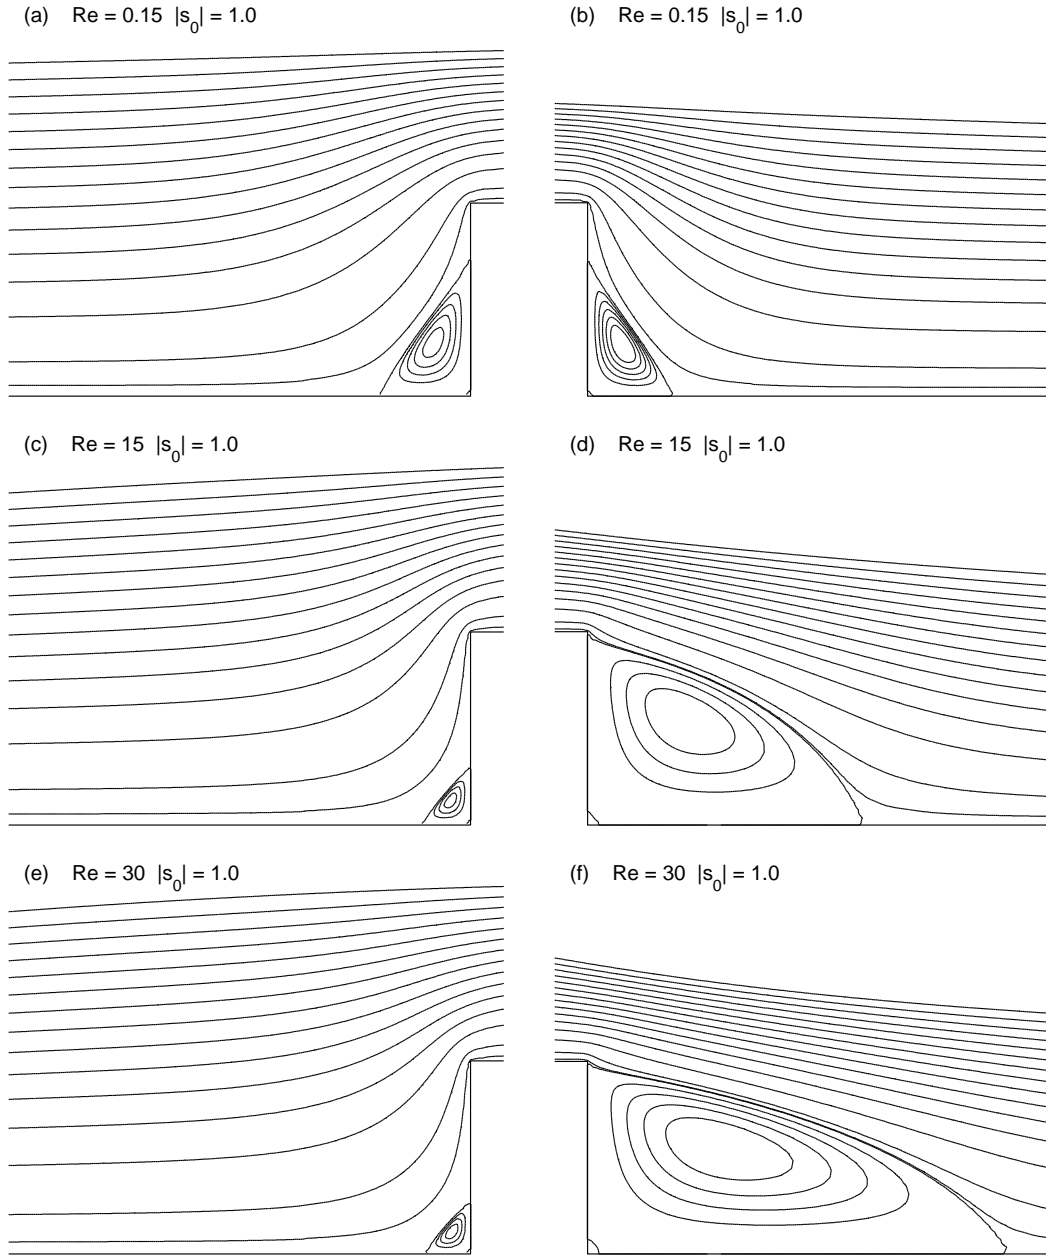 (a) Re = 0.15 |s₀| = 1.0
(b) Re = 0.15 |s₀| = 1.0
(c) Re = 15 |s₀| = 1.0
(d) Re = 15 |s₀| = 1.0
(e) Re = 30 |s₀| = 1.0
(f) Re = 30 |s₀| = 1.0